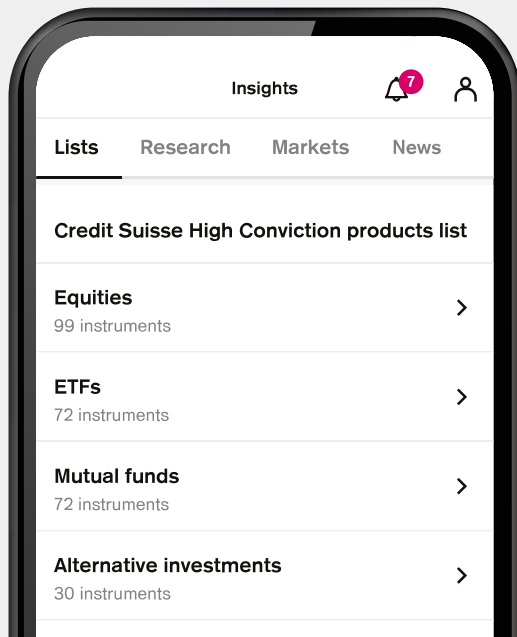 Insights
7
Lists Research Markets News
Credit Suisse High Conviction products list
Equities
99 instruments
ETFs
72 instruments
Mutual funds
72 instruments
Alternative investments
30 instruments